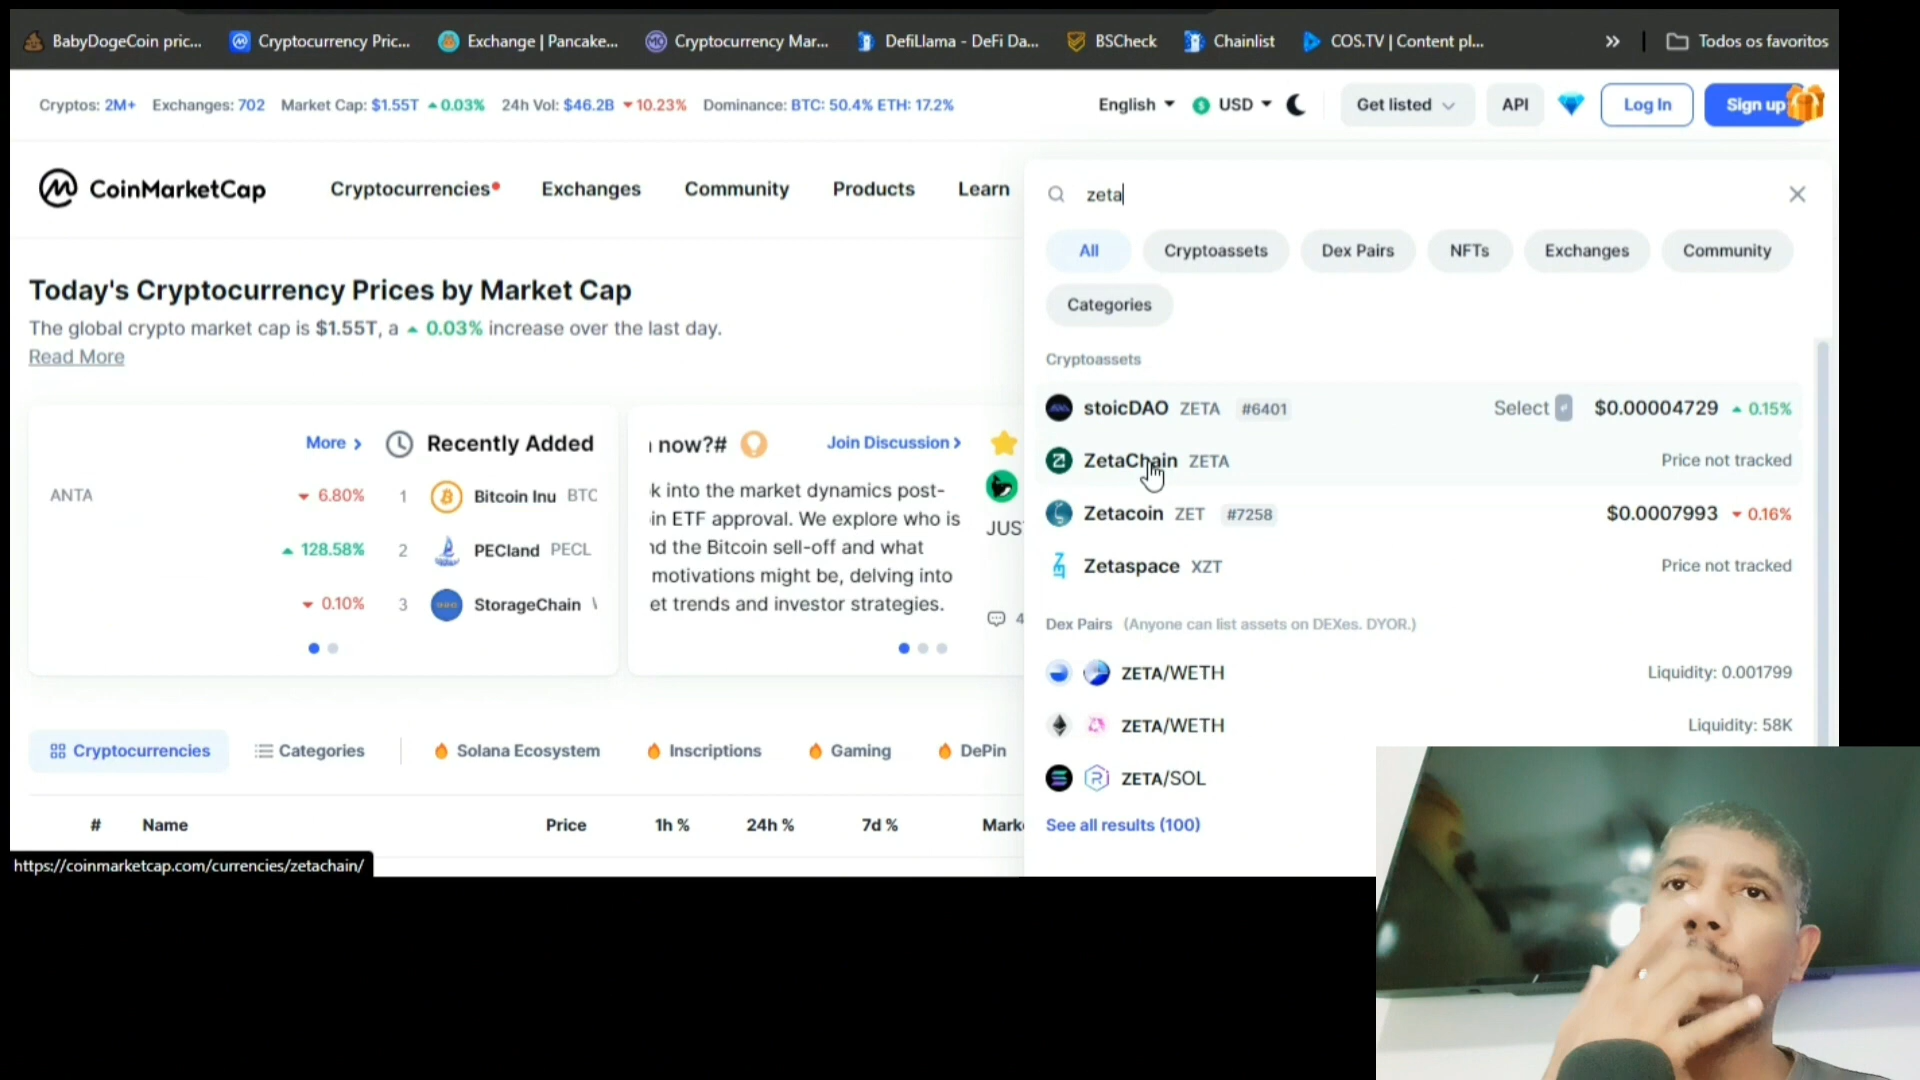 BabyDogeCoin pric...
Cryptocurrency Pric...
Exchange | Pancake...
Cryptocurrency Mar...
DefiLlama - DeFi Da...
BSCheck
Chainlist
COS.TV | Content pl...
Todos os favoritos
Cryptos: 2M+ Exchanges: 702 Market Cap: $1.55T 0.03% 24h Vol: $46.2B 10.23% Dominance: BTC: 50.4% ETH: 17.2%
English USD Get listed API Log In Sign up
CoinMarketCap Cryptocurrencies Exchanges Community Products Learn
zeta
All Cryptoassets Dex Pairs NFTs Exchanges Community
Categories
Today's Cryptocurrency Prices by Market Cap
The global crypto market cap is $1.55T, a 0.03% increase over the last day.
Read More
More >
ANTA 6.80%
128.58%
0.10%
Recently Added
1 Bitcoin Inu BTC
2 PECland PECL
3 StorageChain
now?#
Join Discussion >
k into the market dynamics post-
in ETF approval. We explore who is
nd the Bitcoin sell-off and what
motivations might be, delving into
et trends and investor strategies.
JUS
4
Cryptoassets
stoicDAO ZETA #6401 Select $0.00004729 0.15%
ZetaChain ZETA Price not tracked
Zetacoin ZET #7258 $0.0007993 0.16%
Zetaspace XZT Price not tracked
Dex Pairs (Anyone can list assets on DEXes. DYOR.)
ZETA/WETH Liquidity: 0.001799
ZETA/WETH Liquidity: 58K
ZETA/SOL
See all results (100)
Cryptocurrencies Categories Solana Ecosystem Inscriptions Gaming DePin
# Name Price 1h % 24h % 7d % Mark
https://coinmarketcap.com/currencies/zetachain/